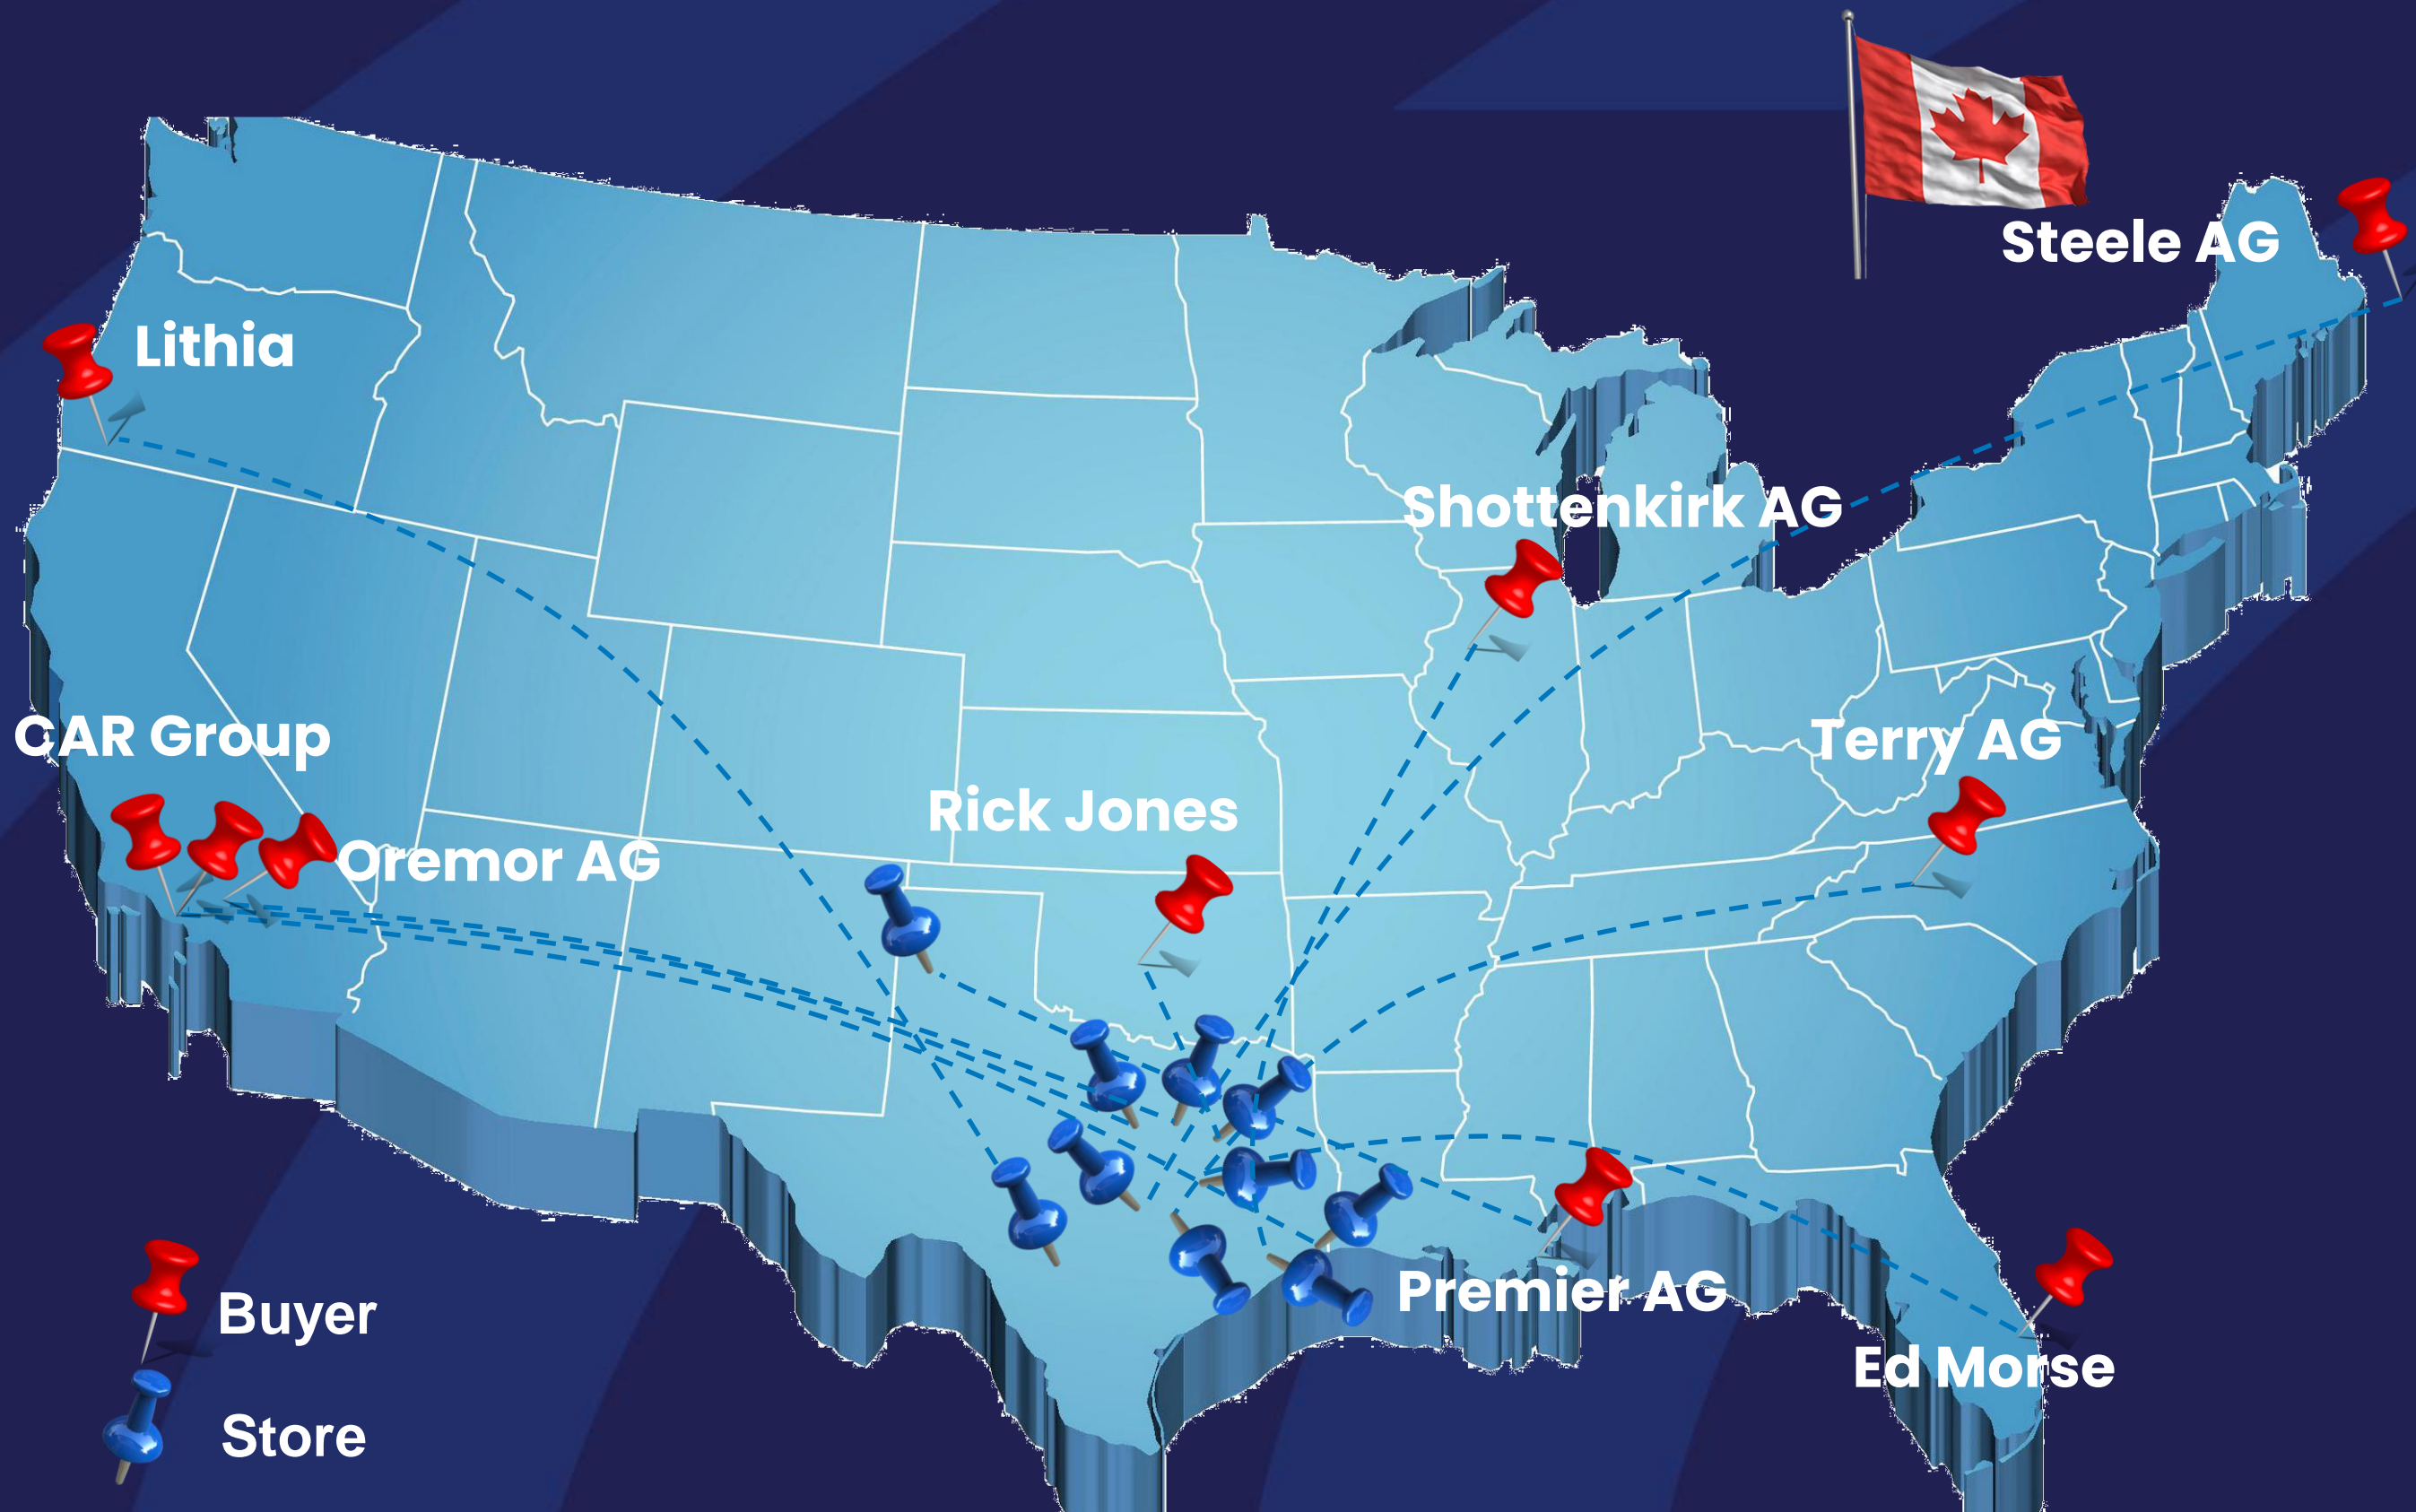 Steele AG
Lithia
Shottenkirk AG
CAR Group
Terry AG
Rick Jones
Oremor AG
Premier AG
Ed Morse
Buyer
Store